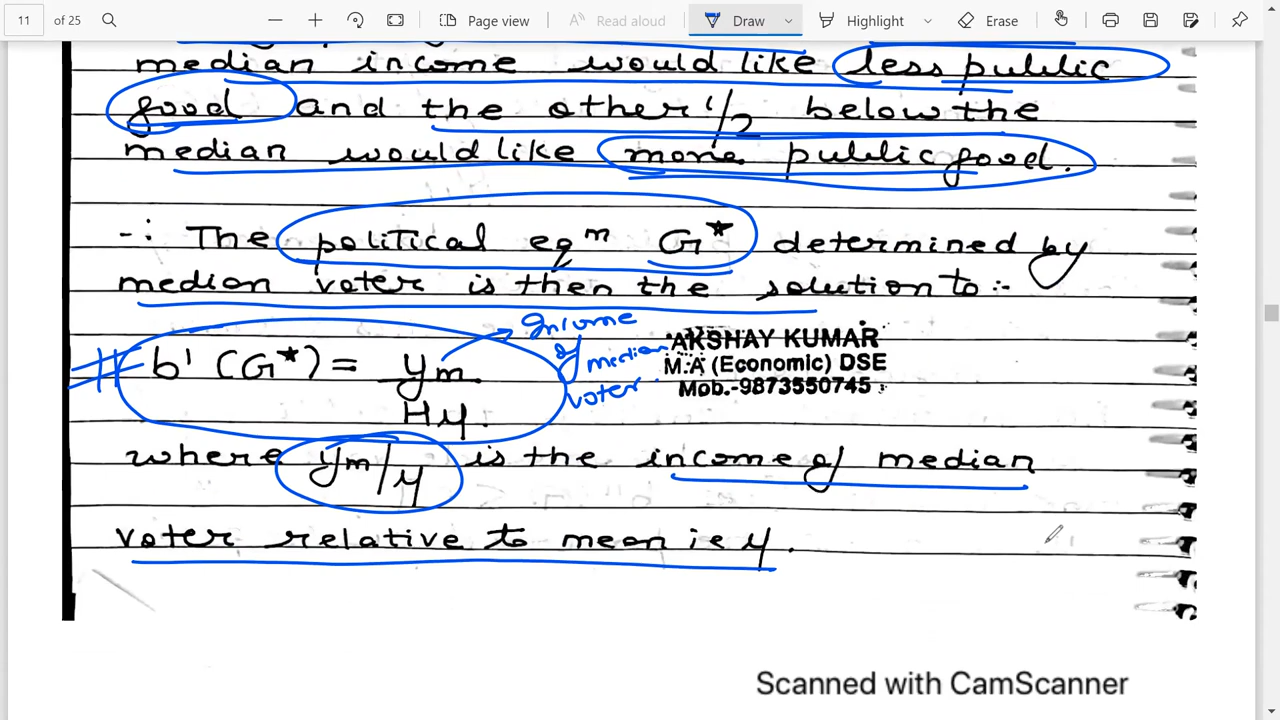 11 of 25
Page view
Read aloud
Draw
Highlight
Erase
median income would like less public
good and the other 1/2 below the
median would like more public good.
∴ The political eqm G* determined by
median voter is then the solution to :-
b' (G*) = ym / Hy
Income of median voter
AKSHAY KUMAR
M.A (Economic) DSE
Mob.-9873550745
where ym/y is the income of median
voter relative to mean ie y.
Scanned with CamScanner